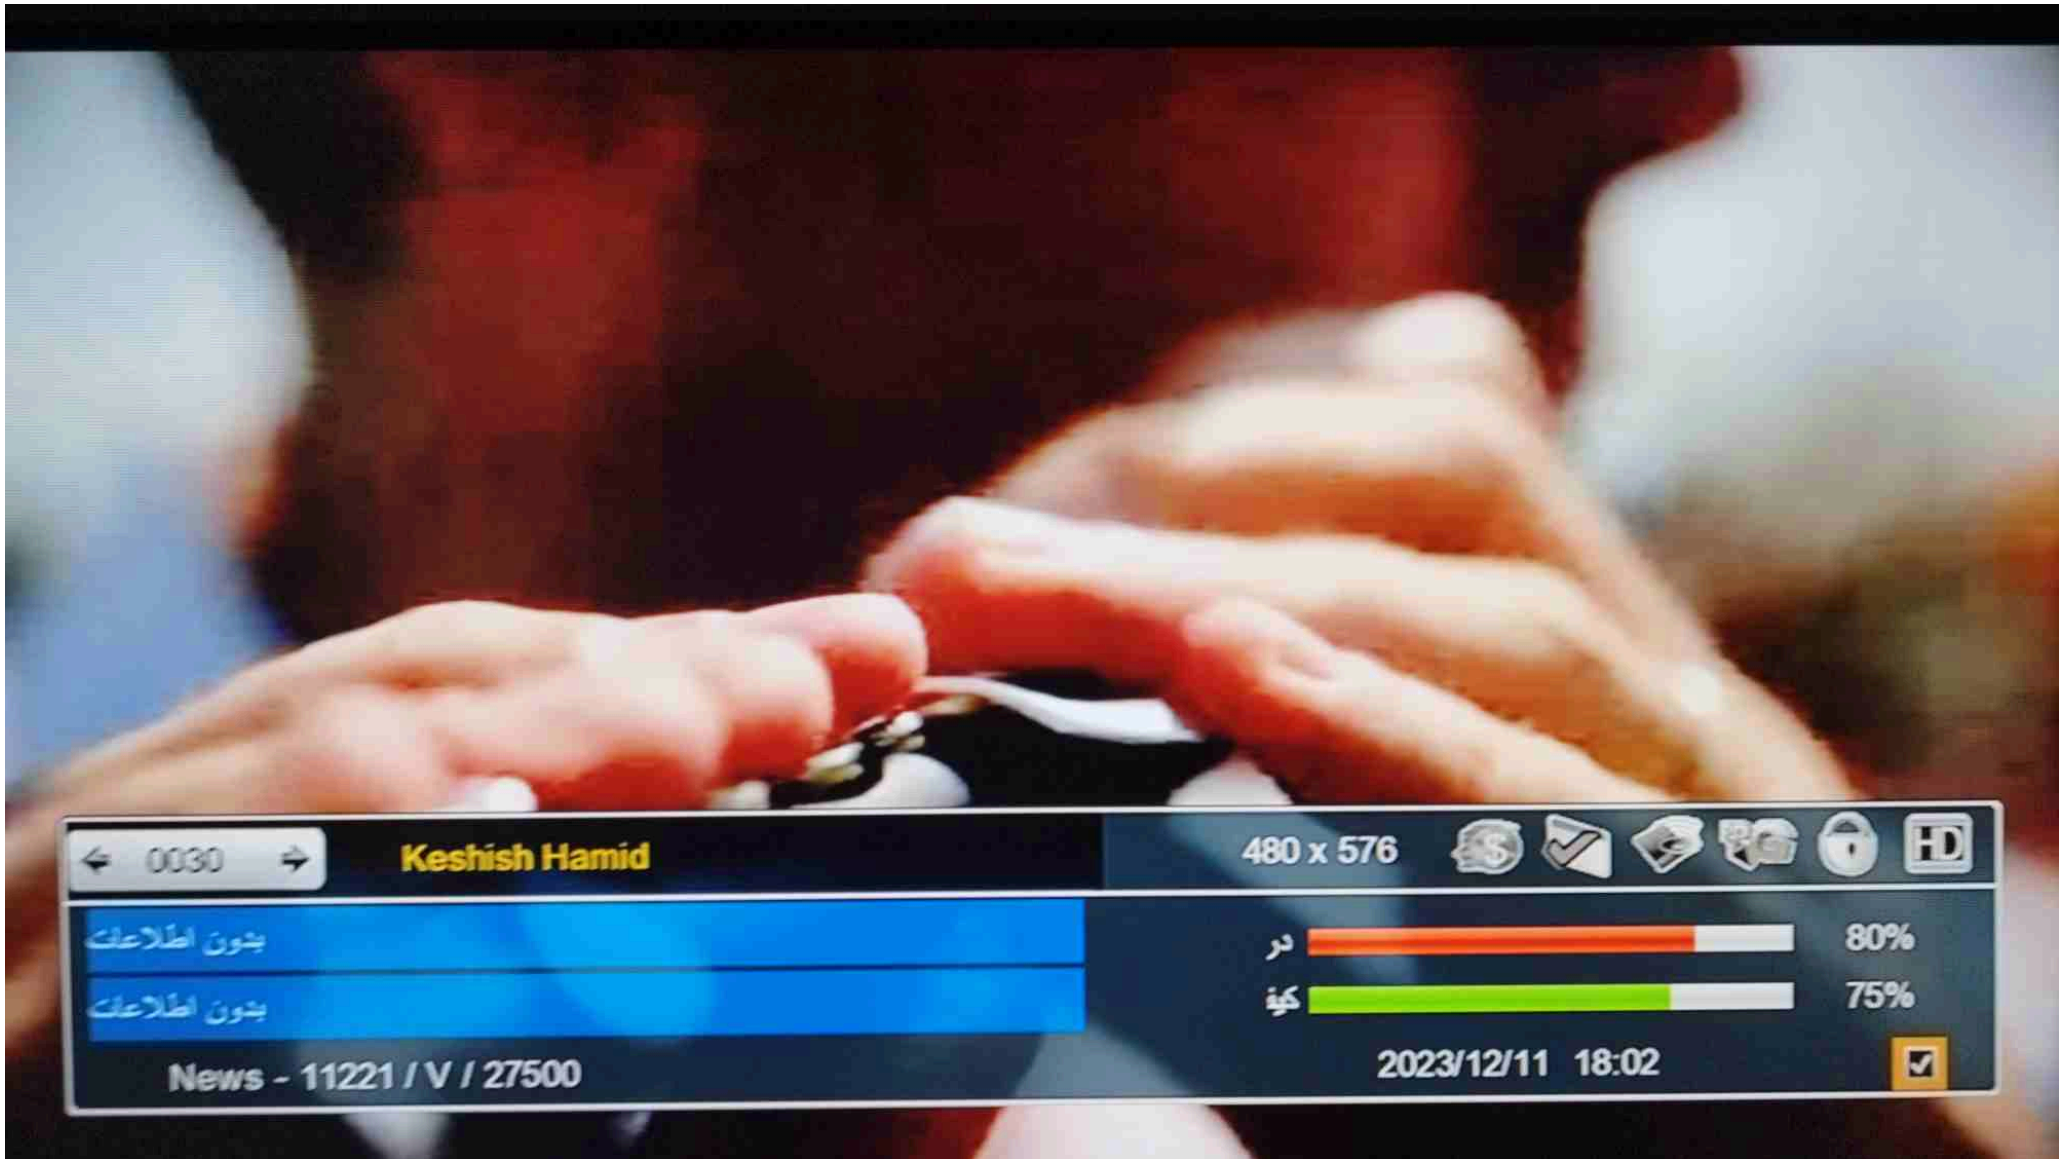 0030 Keshish Hamid 480 x 576 HD
بدون اطلاعات
در 80%
بدون اطلاعات
کیف 75%
News - 11221 / V / 27500 2023/12/11 18:02